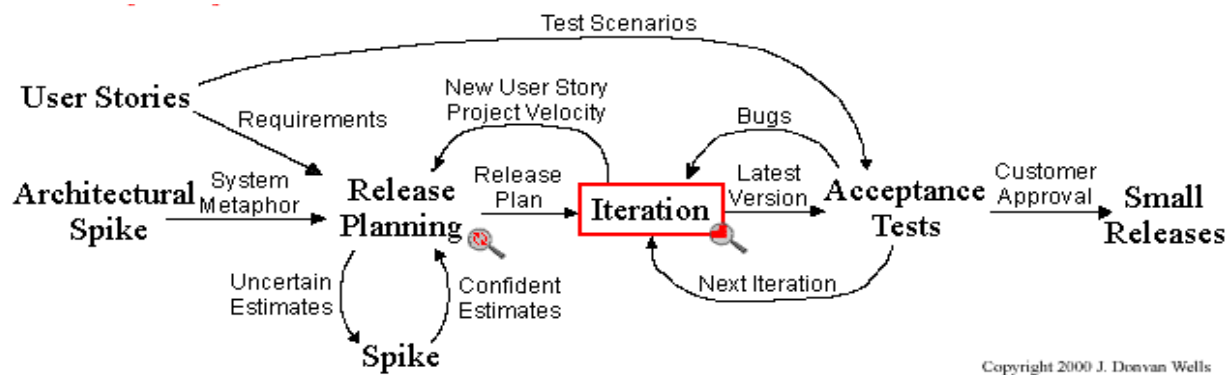 Test Scenarios
User Stories
New User Story
Project Velocity
Bugs
Requirements
Architectural
Spike
System
Metaphor
Release
Planning
Release
Plan
Iteration
Latest
Version
Acceptance
Tests
Customer
Approval
Small
Releases
Uncertain
Estimates
Confident
Estimates
Next Iteration
Spike
Copyright 2000 J. Donvan Wells